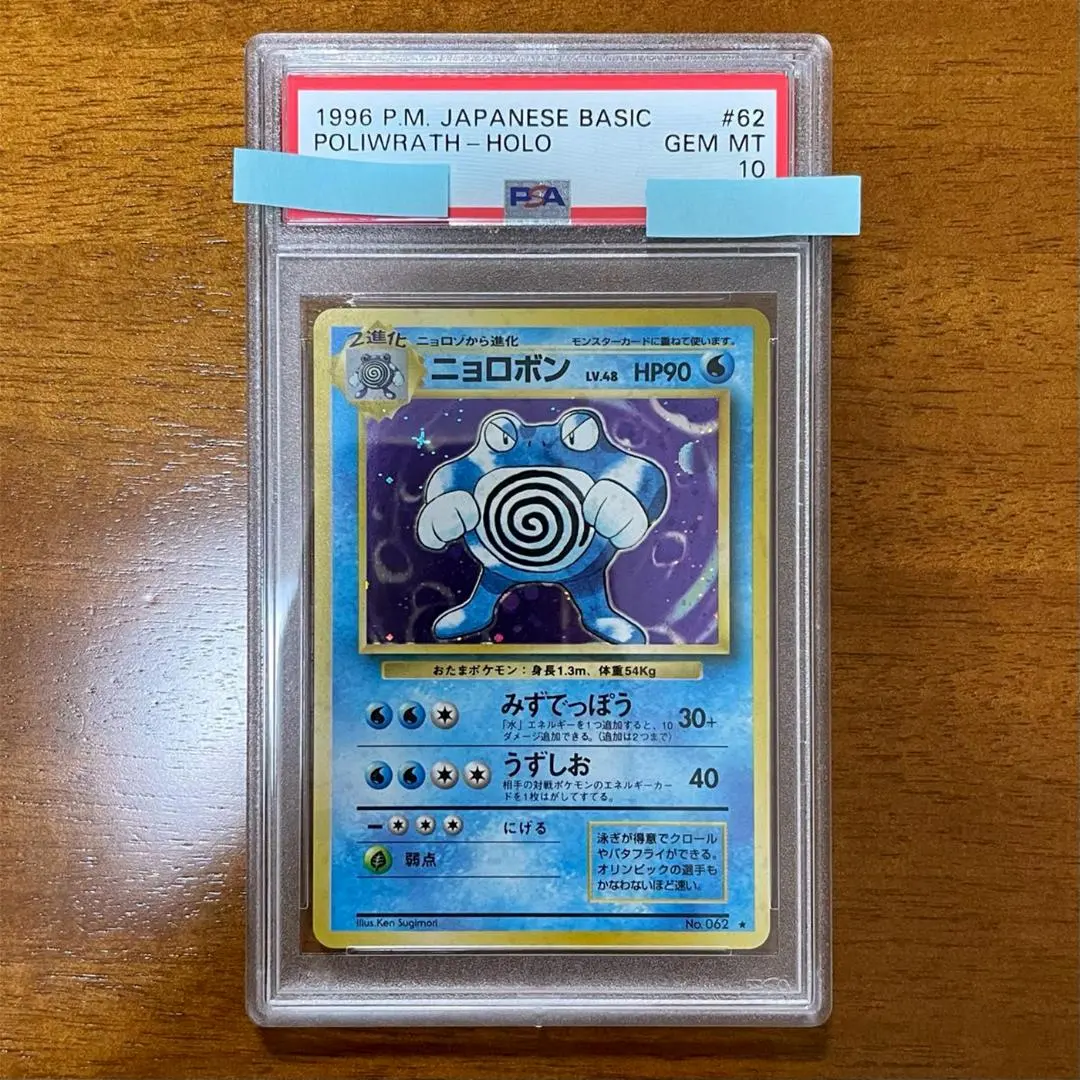 1996 P.M. JAPANESE BASIC #62
POLIWRATH-HOLO GEM MT
10
PSA
2進化 ニョロゾから進化 モンスターカードに重ねて使います。
ニョロボン LV.48 HP90
おたまポケモン：身長1.3m、体重54Kg
みずでっぽう
「水」エネルギーを1つ追加すると、10
ダメージ追加できる。(追加は2つまで)
30+
うずしお
相手の対戦ポケモンのエネルギーカー
ドを1枚はがしてすてる。
40
にげる
弱点
泳ぎが得意でクロール
やバタフライができる。
オリンピックの選手も
かなわないほど速い。
Illus. Ken Sugimori No. 062 ★